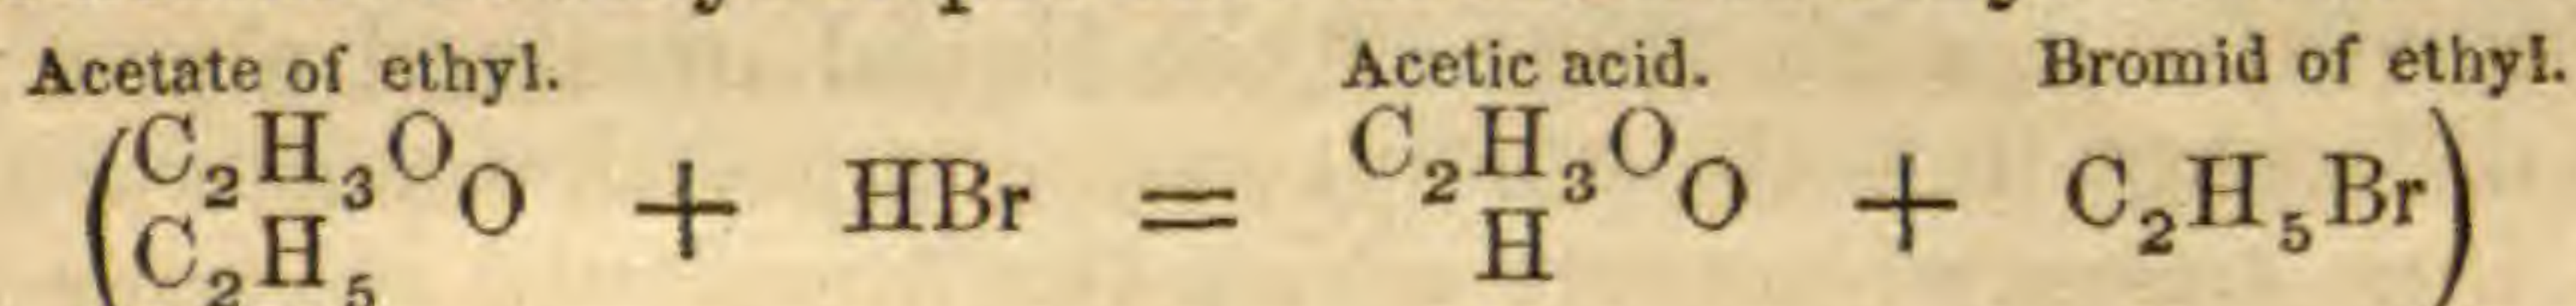 Acetate of ethyl. Acetic acid. Bromid of ethyl.
(C₂H₃O C₂H₅ O + HBr = C₂H₃O H O + C₂H₅Br)